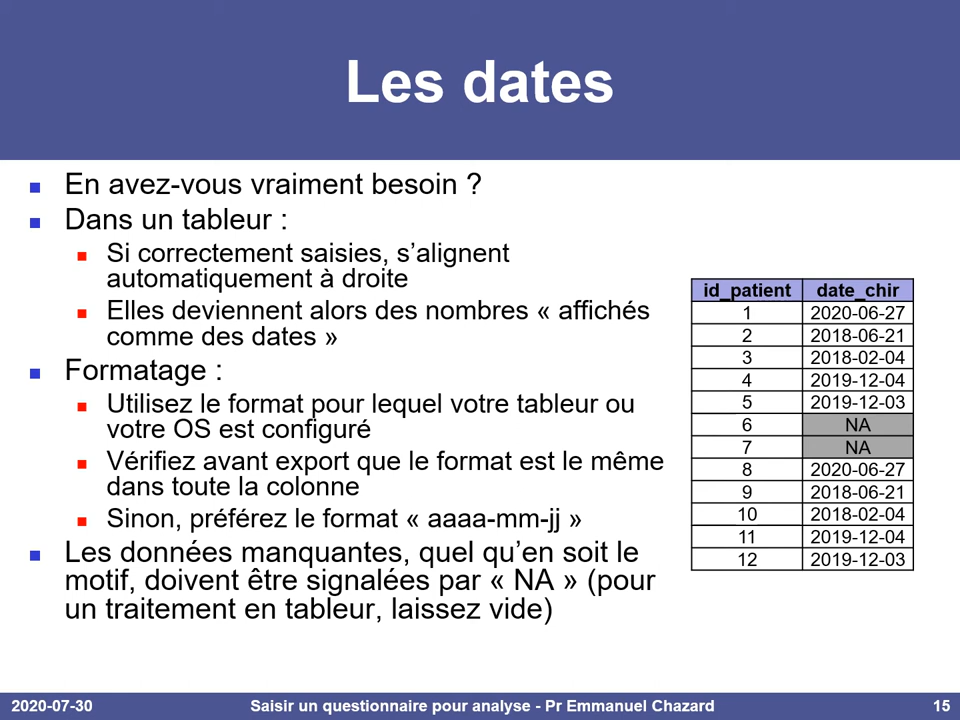 Les dates
En avez-vous vraiment besoin ?
Dans un tableur :
Si correctement saisies, s’alignent
automatiquement à droite
Elles deviennent alors des nombres « affichés
comme des dates »
Formatage :
Utilisez le format pour lequel votre tableur ou
votre OS est configuré
Vérifiez avant export que le format est le même
dans toute la colonne
Sinon, préférez le format « aaaa-mm-jj »
Les données manquantes, quel qu’en soit le
motif, doivent être signalées par « NA » (pour
un traitement en tableur, laissez vide)
id_patient date_chir
1 2020-06-27
2 2018-06-21
3 2018-02-04
4 2019-12-04
5 2019-12-03
6 NA
7 NA
8 2020-06-27
9 2018-06-21
10 2018-02-04
11 2019-12-04
12 2019-12-03
2020-07-30 Saisir un questionnaire pour analyse - Pr Emmanuel Chazard 15